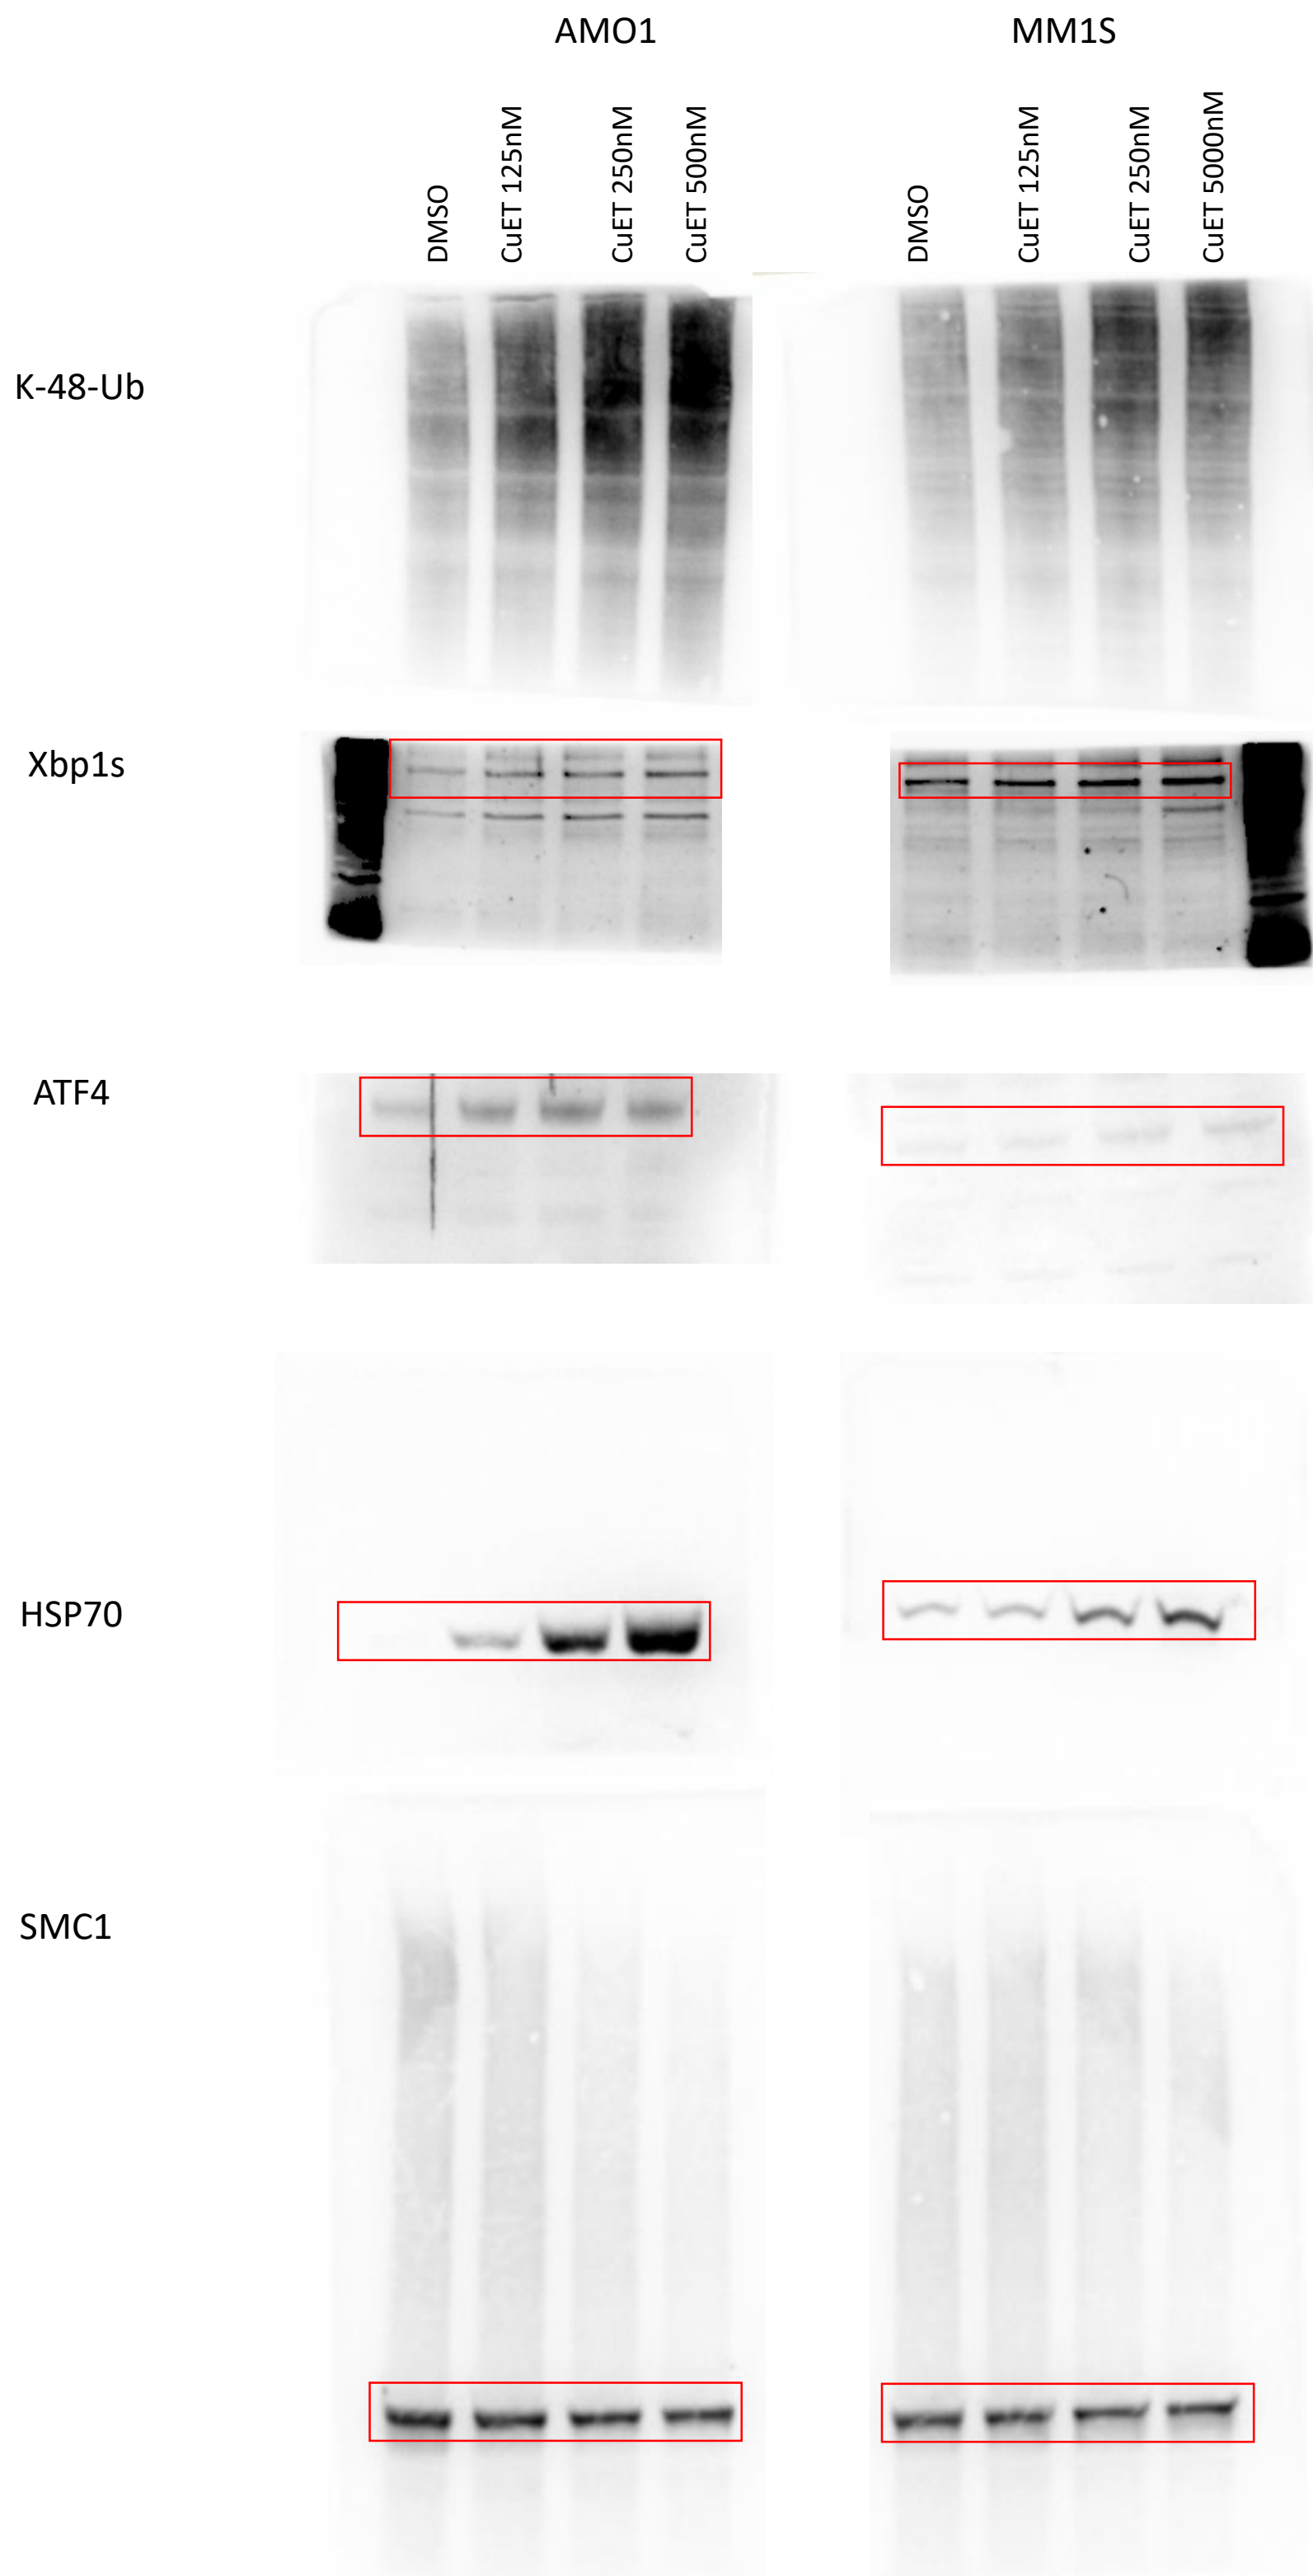 AMO1 MM1S
DMSO
CuET 125nM
CuET 250nM
CuET 500nM
DMSO
CuET 125nM
CuET 250nM
CuET 5000nM
K-48-Ub
Xbp1s
ATF4
HSP70
SMC1